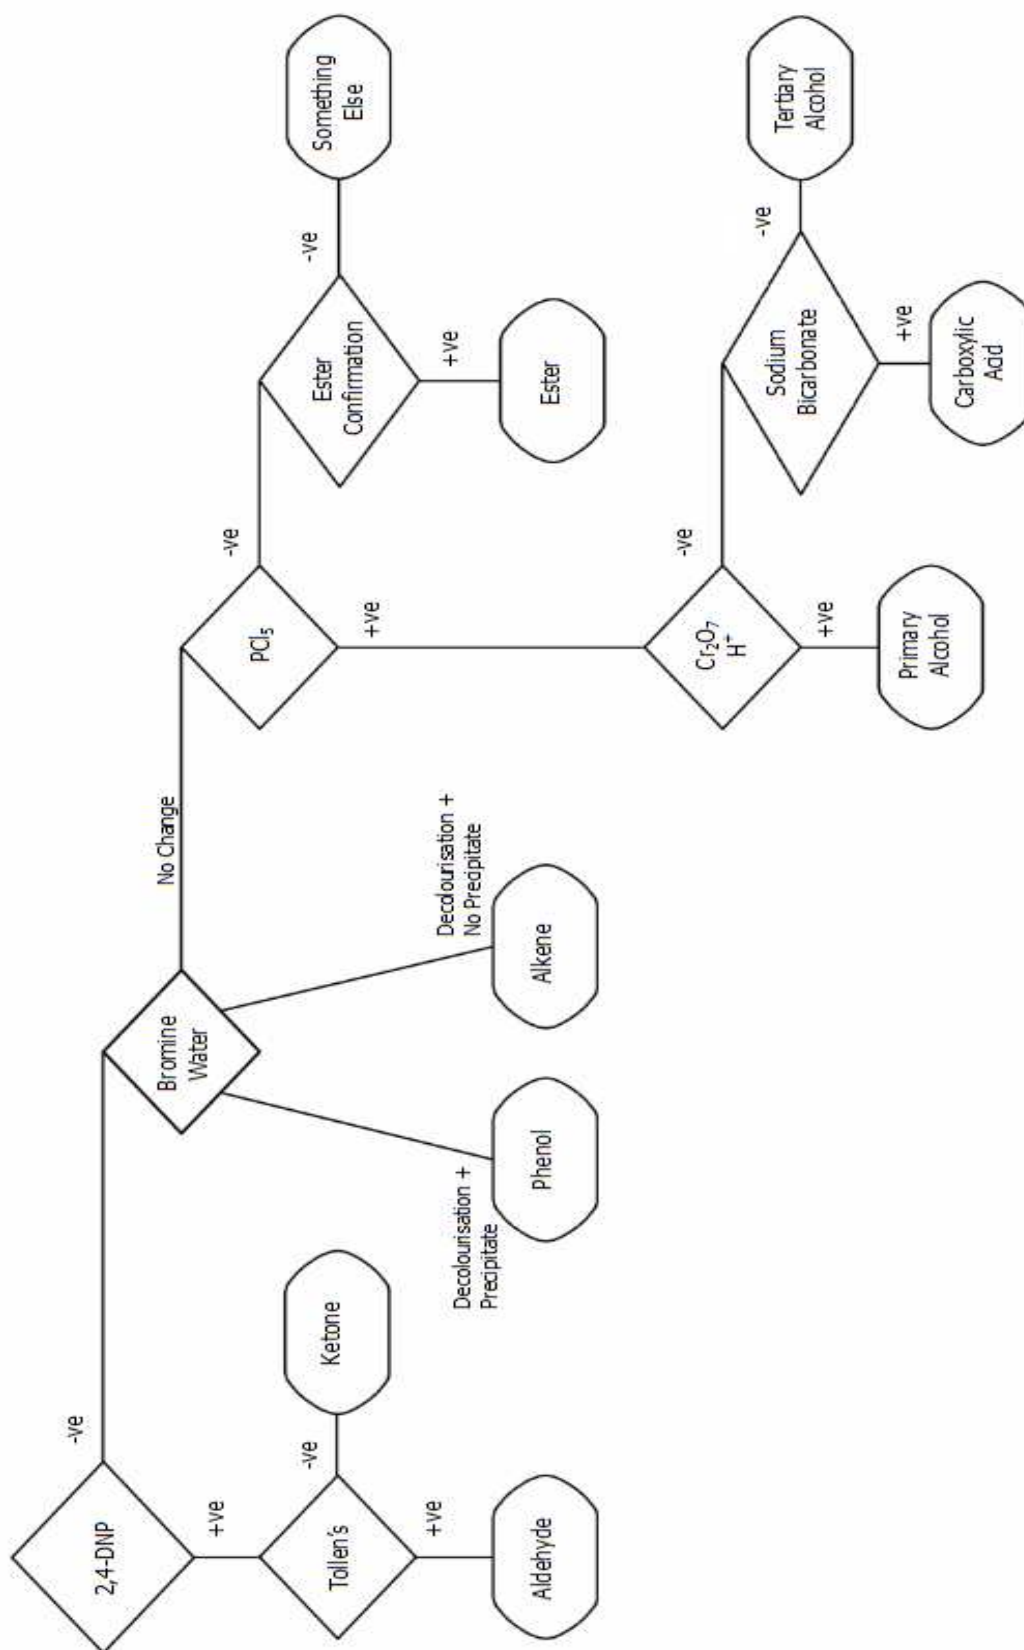 2,4-DNP
-ve
+ve
Tollen's
-ve
Ketone
+ve
Aldehyde
Bromine
Water
No Change
Decolourisation +
Precipitate
Phenol
Decolourisation +
No Precipitate
Alkene
PCl₅
-ve
+ve
Ester
Confirmation
-ve
Something
Else
+ve
Ester
Cr₂O₇
H⁺
-ve
+ve
Primary
Alcohol
Sodium
Bicarbonate
-ve
Tertiary
Alcohol
+ve
Carboxylic
Acid